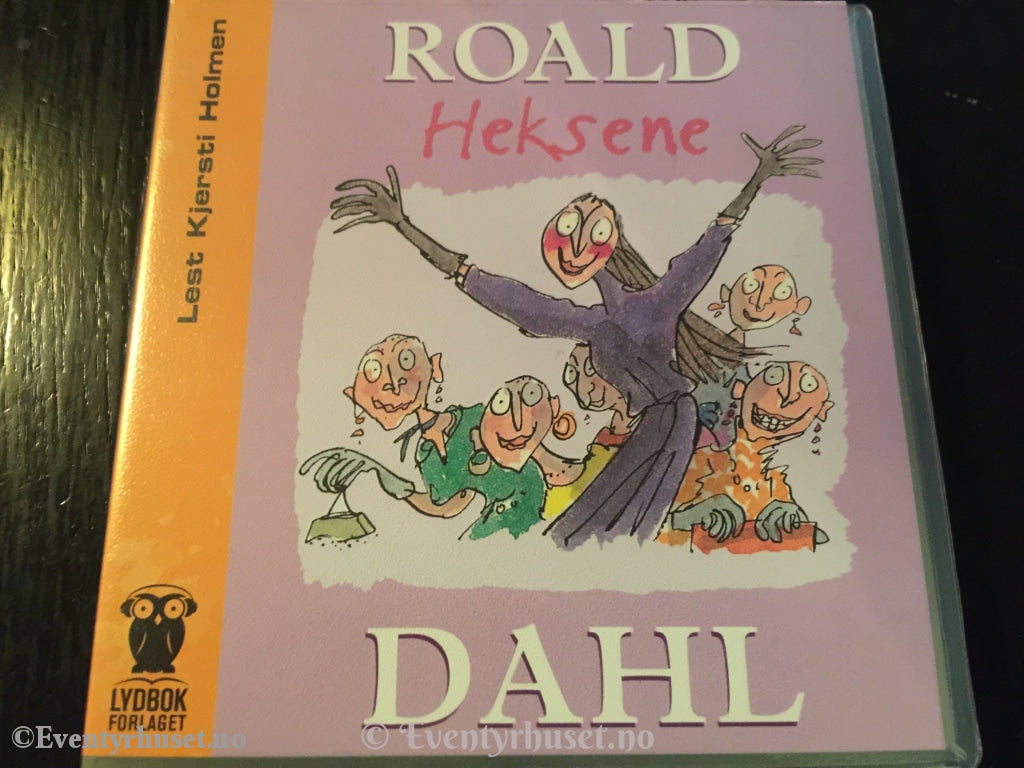 ROALD
Heksene
DAHL
Lest Kjersti Holmen
LYDBOK
FORLAGET
©Eventyrhuset.no
© Eventyrhuset.no